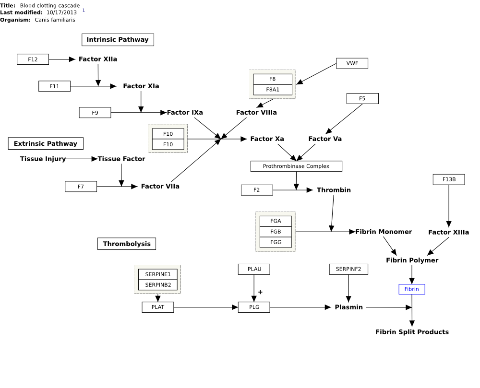 Title: Blood clotting cascade
Last modified: 10/17/2013
Organism: Canis familiaris
Intrinsic Pathway
F12
Factor XIIa
VWF
F8
F8A1
F11
Factor XIa
F5
F9
Factor IXa
Factor VIIIa
F10
F10
Factor Xa
Factor Va
Extrinsic Pathway
Tissue Injury
Tissue Factor
Prothrombinase Complex
F7
Factor VIIa
F2
Thrombin
F13B
FGA
FGB
FGG
Fibrin Monomer
Factor XIIIa
Thrombolysis
Fibrin Polymer
SERPINE1
SERPINB2
PLAU
SERPINF2
+
Fibrin
PLAT
PLG
Plasmin
Fibrin Split Products